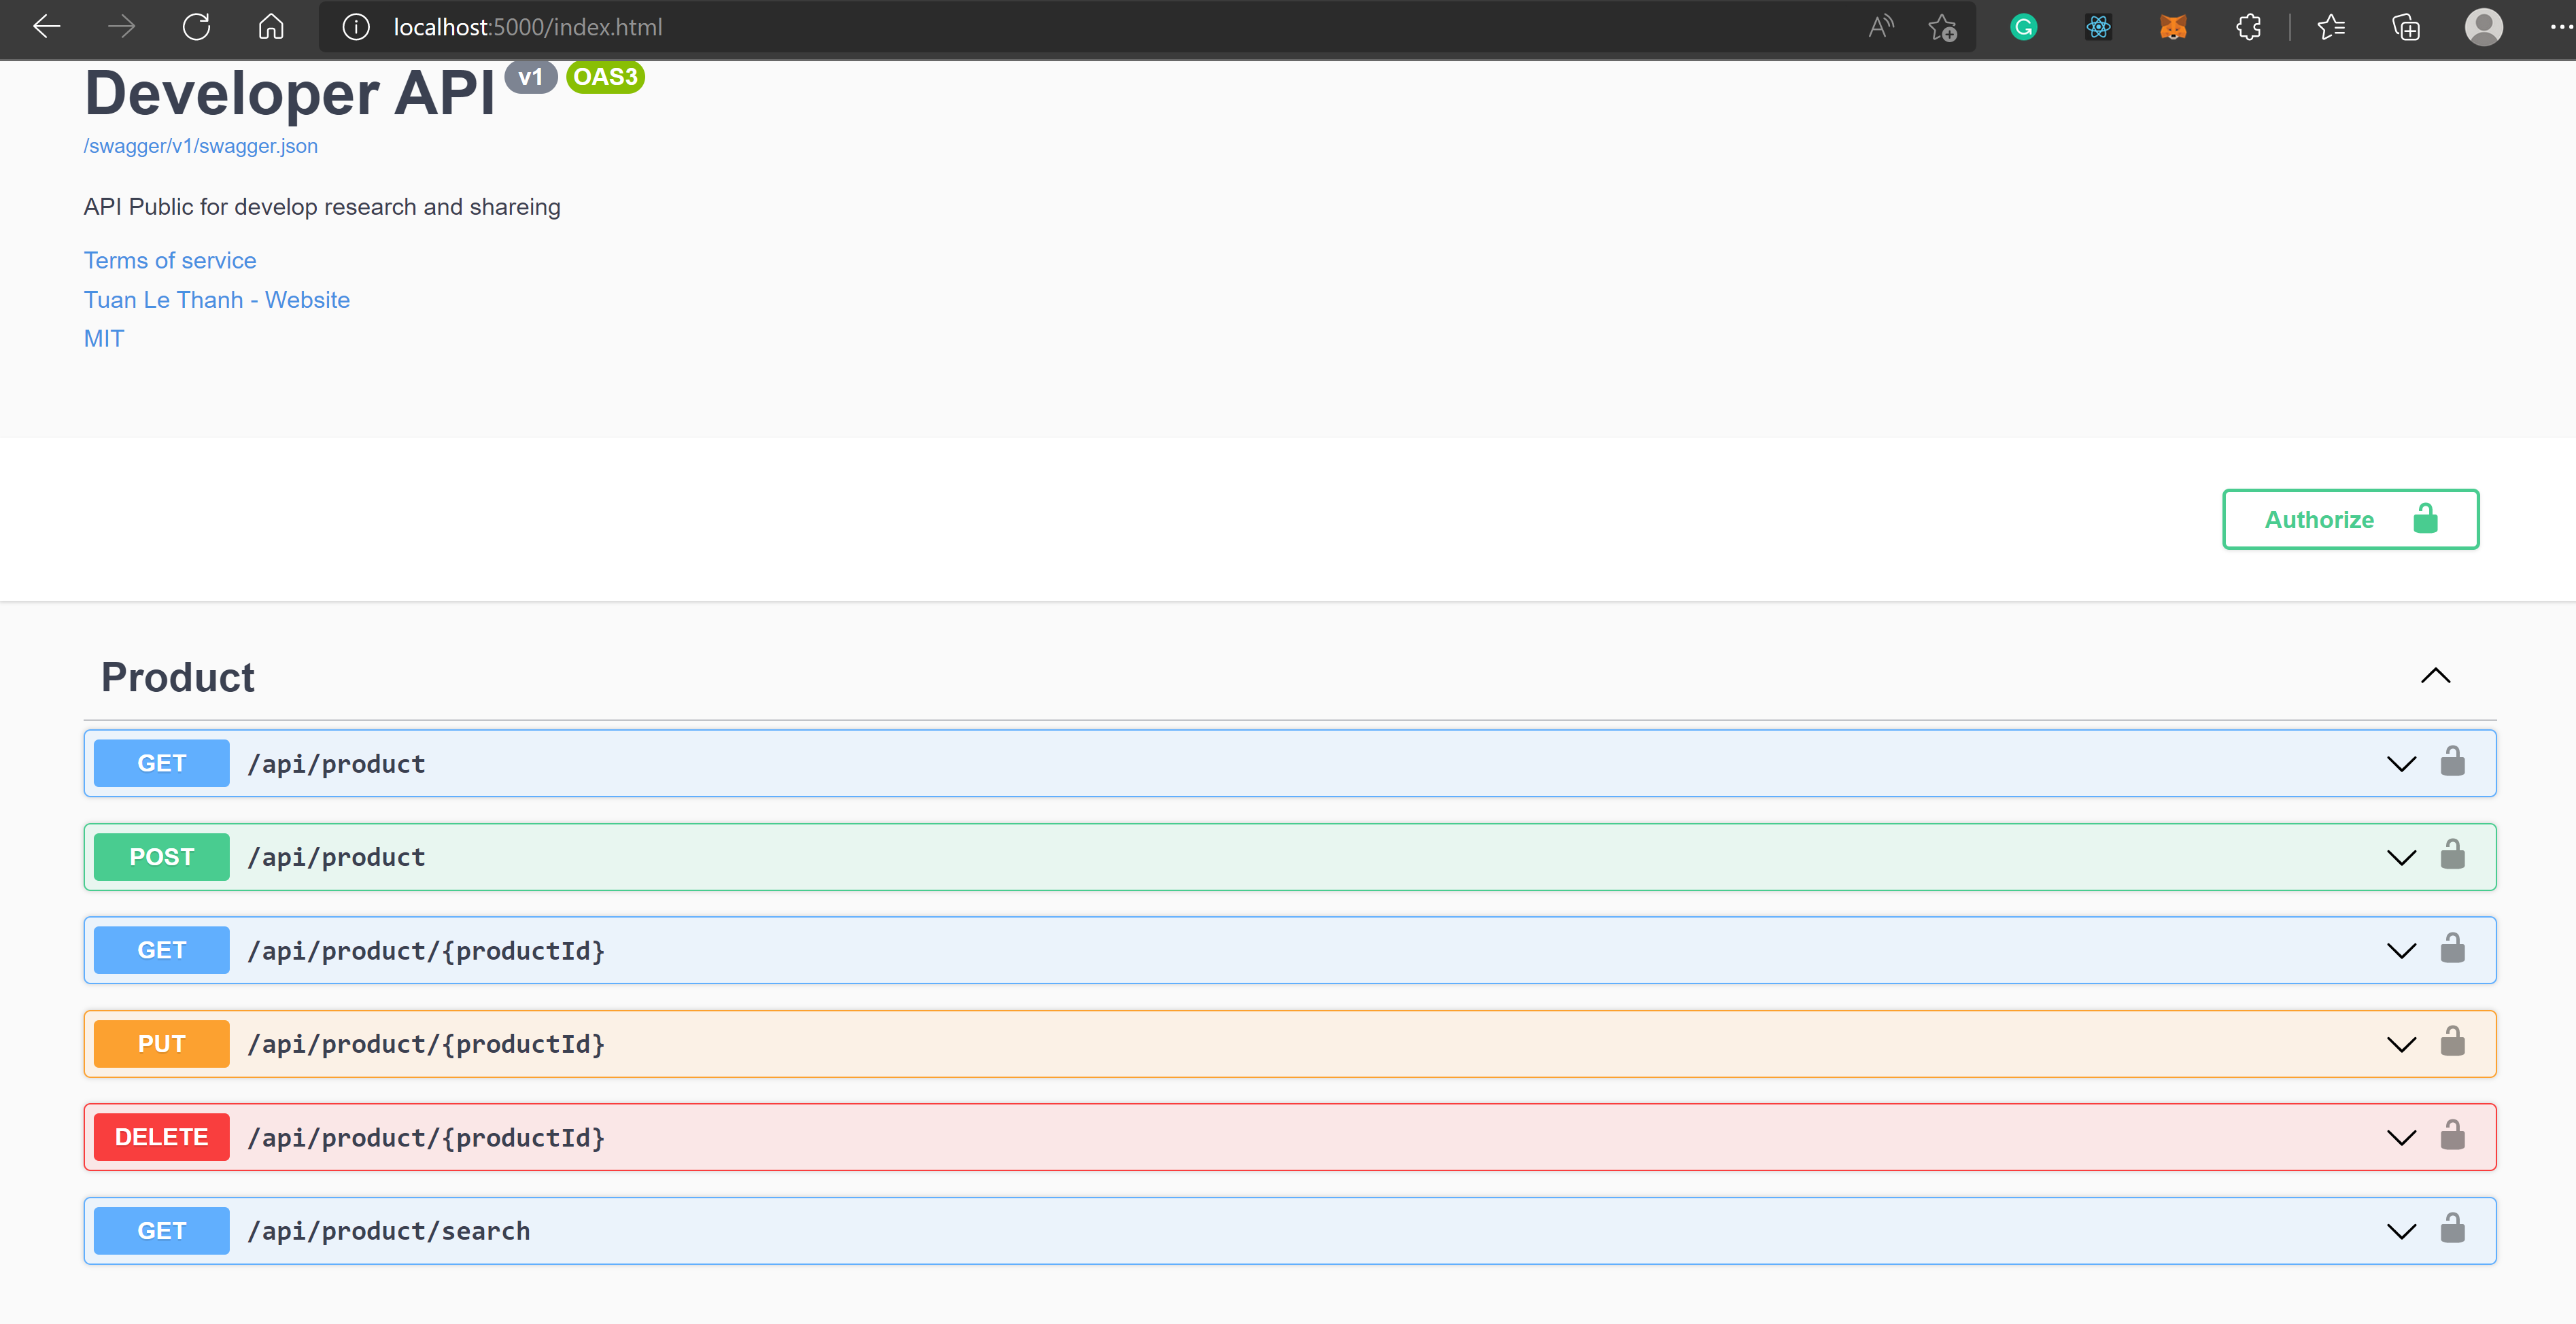 localhost:5000/index.html
Developer API v1 OAS3
/swagger/v1/swagger.json
API Public for develop research and shareing
Terms of service
Tuan Le Thanh - Website
MIT
Authorize
Product
GET /api/product
POST /api/product
GET /api/product/{productId}
PUT /api/product/{productId}
DELETE /api/product/{productId}
GET /api/product/search